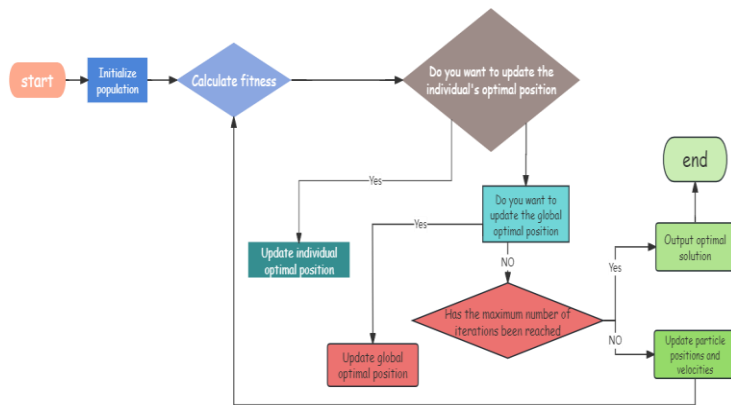 start
Initialize
population
Calculate fitness
Do you want to update the
individual's optimal position
Yes
Update individual
optimal position
Do you want to
update the global
optimal position
Yes
Update global
optimal position
NO
Has the maximum number of
iterations been reached
Yes
Output optimal
solution
end
NO
Update particle
positions and
velocities